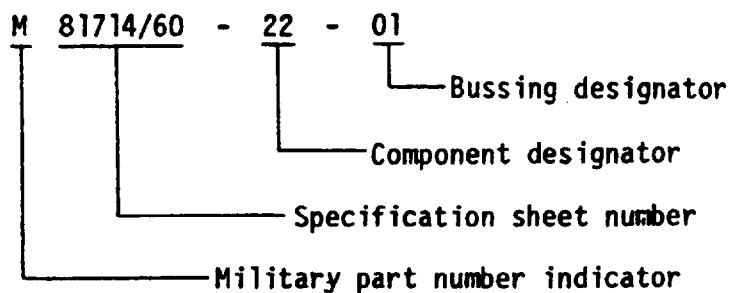 M 81714/60 - 22 - 01
Bussing designator
Component designator
Specification sheet number
Military part number indicator